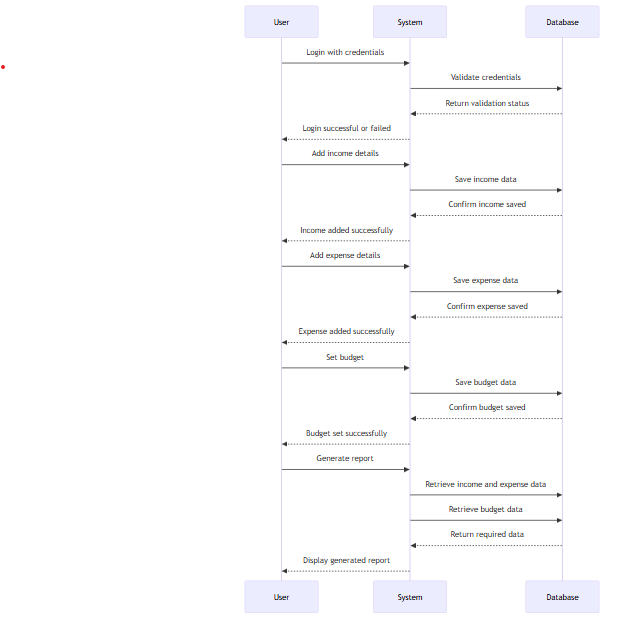 User System Database
Login with credentials
Validate credentials
Return validation status
Login successful or failed
Add income details
Save income data
Confirm income saved
Income added successfully
Add expense details
Save expense data
Confirm expense saved
Expense added successfully
Set budget
Save budget data
Confirm budget saved
Budget set successfully
Generate report
Retrieve income and expense data
Retrieve budget data
Return required data
Display generated report
User System Database